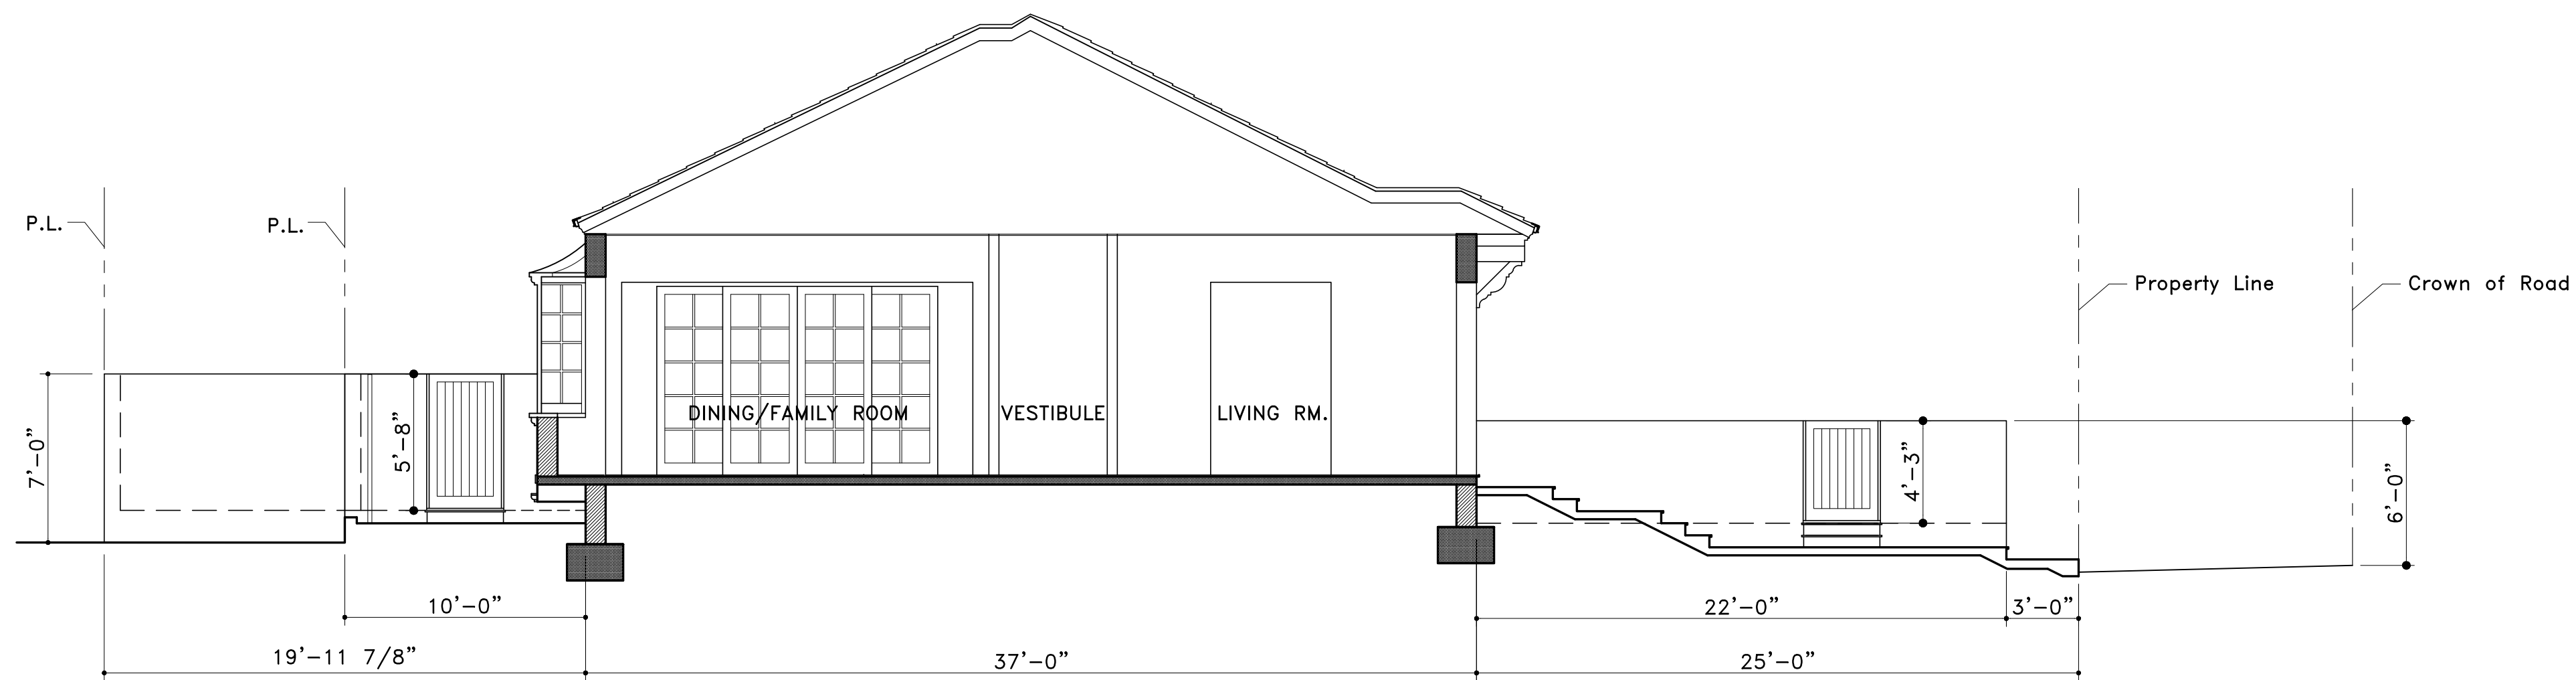 P.L.
P.L.
Property Line
Crown of Road
DINING/FAMILY ROOM
VESTIBULE
LIVING RM.
7’-0”
5’-8”
4’-3”
6’-0”
10’-0”
22’-0”
3’-0”
19’-11 7/8”
37’-0”
25’-0”